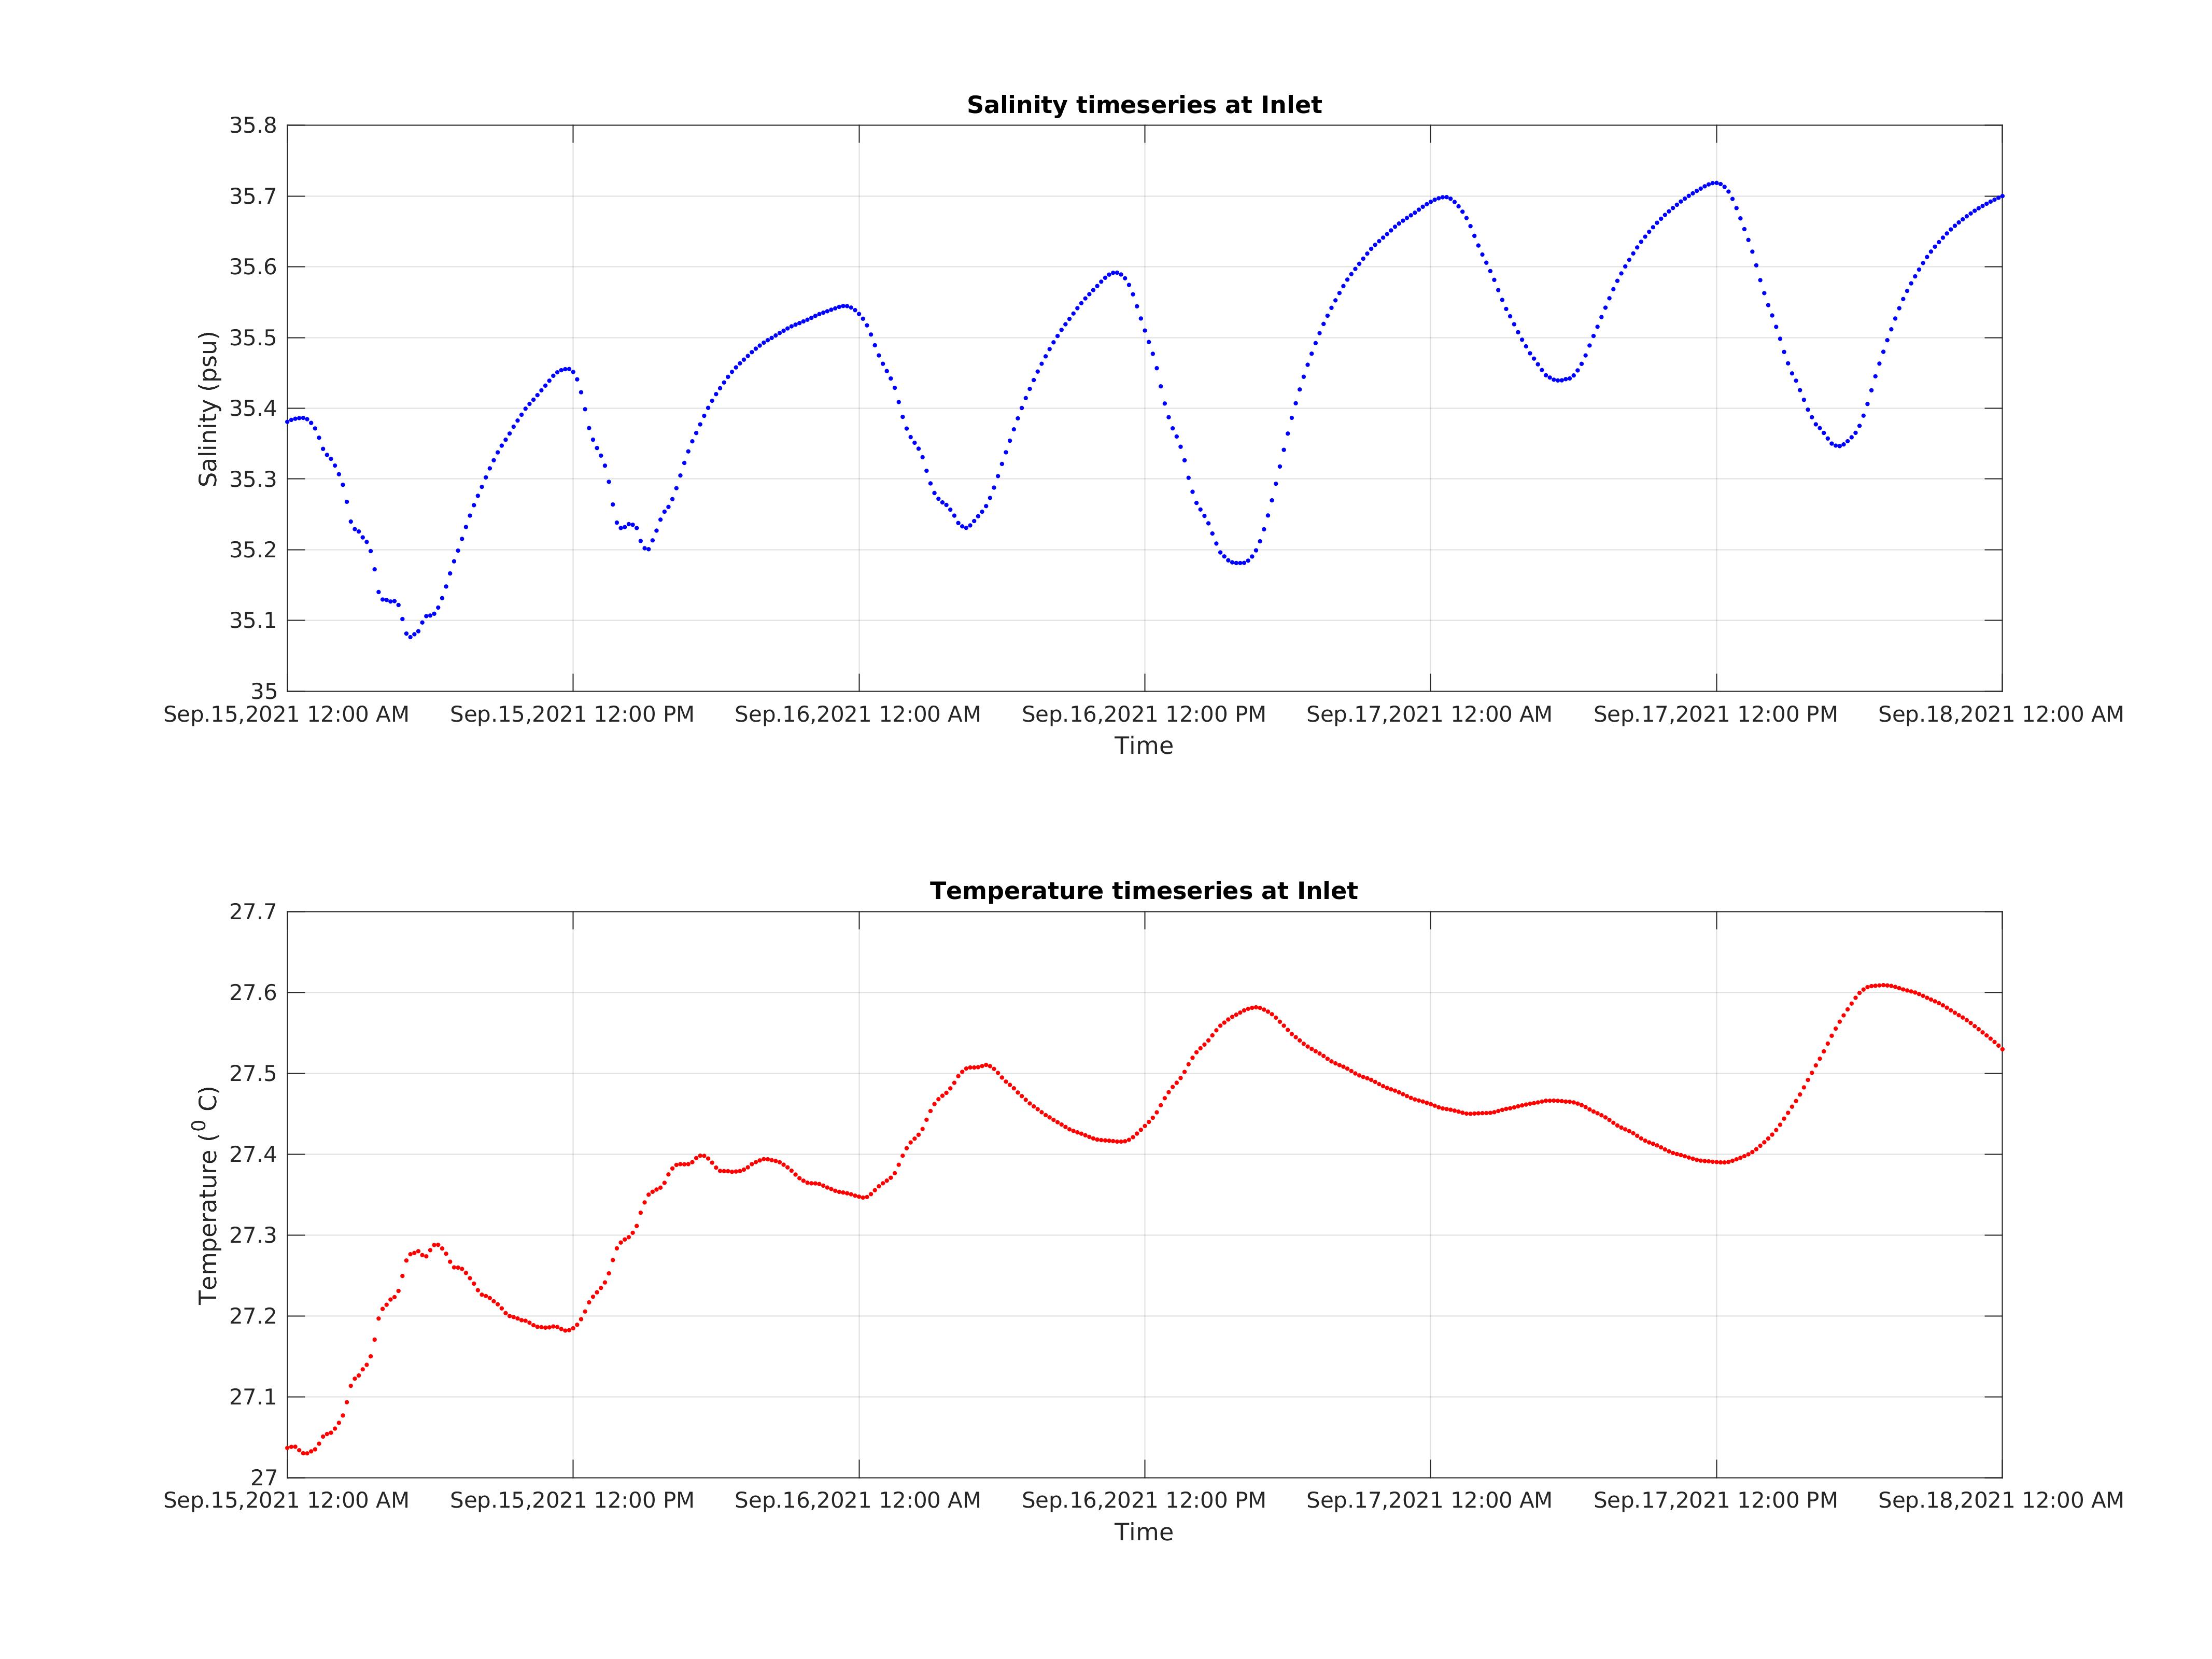 Salinity timeseries at Inlet
35.8
35.7
35.6
35.5
35.4
35.3
35.2
35.1
35
Salinity (psu)
Sep.15,2021 12:00 AM Sep.15,2021 12:00 PM Sep.16,2021 12:00 AM Sep.16,2021 12:00 PM Sep.17,2021 12:00 AM Sep.17,2021 12:00 PM Sep.18,2021 12:00 AM
Time
Temperature timeseries at Inlet
27.7
27.6
27.5
27.4
27.3
27.2
27.1
27
Temperature (⁰ C)
Sep.15,2021 12:00 AM Sep.15,2021 12:00 PM Sep.16,2021 12:00 AM Sep.16,2021 12:00 PM Sep.17,2021 12:00 AM Sep.17,2021 12:00 PM Sep.18,2021 12:00 AM
Time